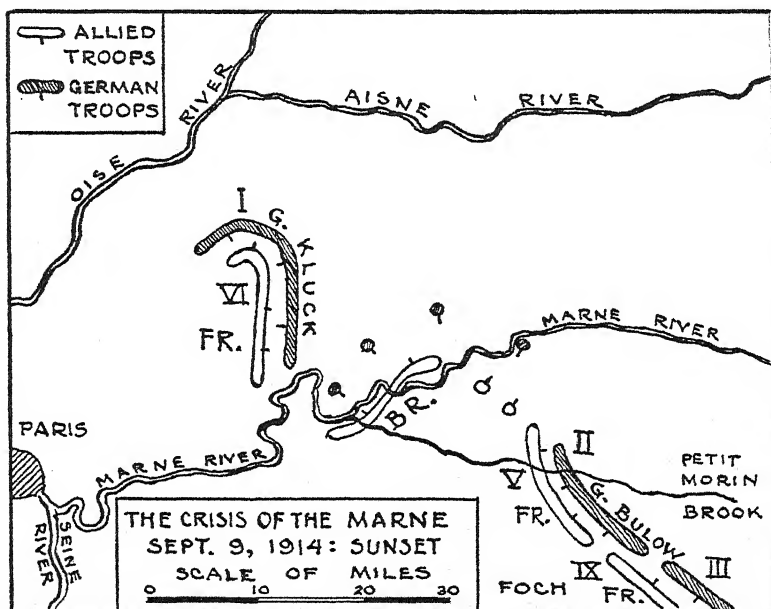 ALLIED
TROOPS
GERMAN
TROOPS
OISE RIVER
AISNE RIVER
I
G. KLUCK
VI
FR.
MARNE RIVER
BR.
PARIS
MARNE RIVER
SEINE
RIVER
II
V
G. BULOW
FR.
PETIT
MORIN
BROOK
IX
FOCH
FR.
III
THE CRISIS OF THE MARNE
SEPT. 9, 1914: SUNSET
SCALE OF MILES
0 10 20 30